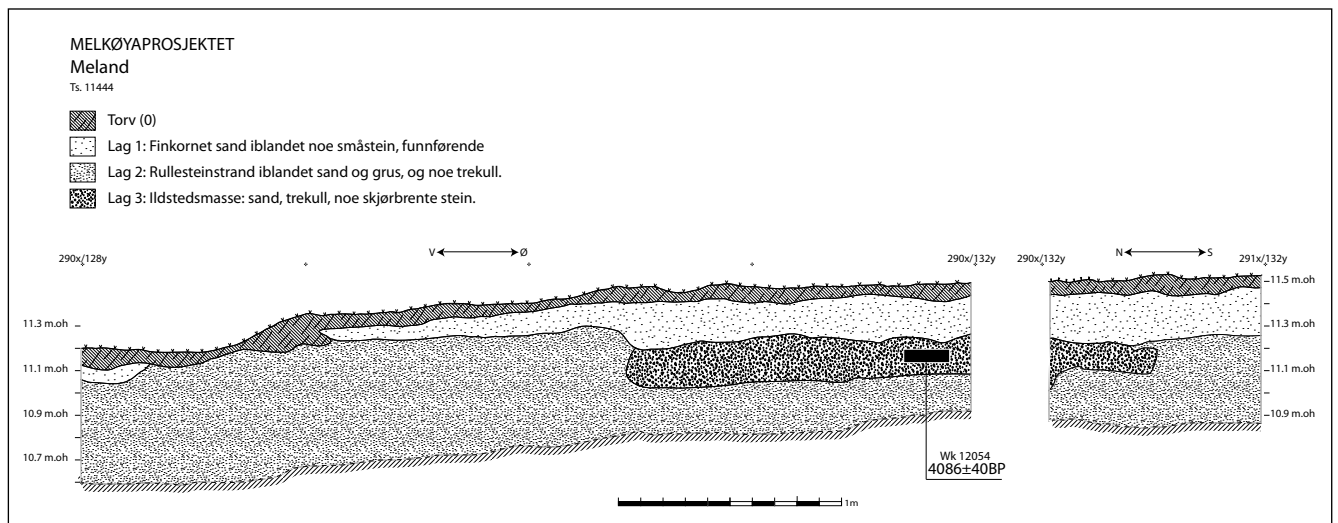 MELKØYAPROSJEKTET
Meland
Ts. 11444
Torv (0)
Lag 1: Finkornet sand iblandet noe småstein, funnførende
Lag 2: Rullesteinstrand iblandet sand og grus, og noe trekull.
Lag 3: Ildstedsmasse: sand, trekull, noe skjørbrente stein.
V Ø N S
290x/128y 290x/132y 290x/132y 291x/132y
11.5 m.oh
11.3 m.oh 11.3 m.oh
11.1 m.oh 11.1 m.oh
10.9 m.oh 10.9 m.oh
10.7 m.oh
Wk 12054
4086±40BP
1m